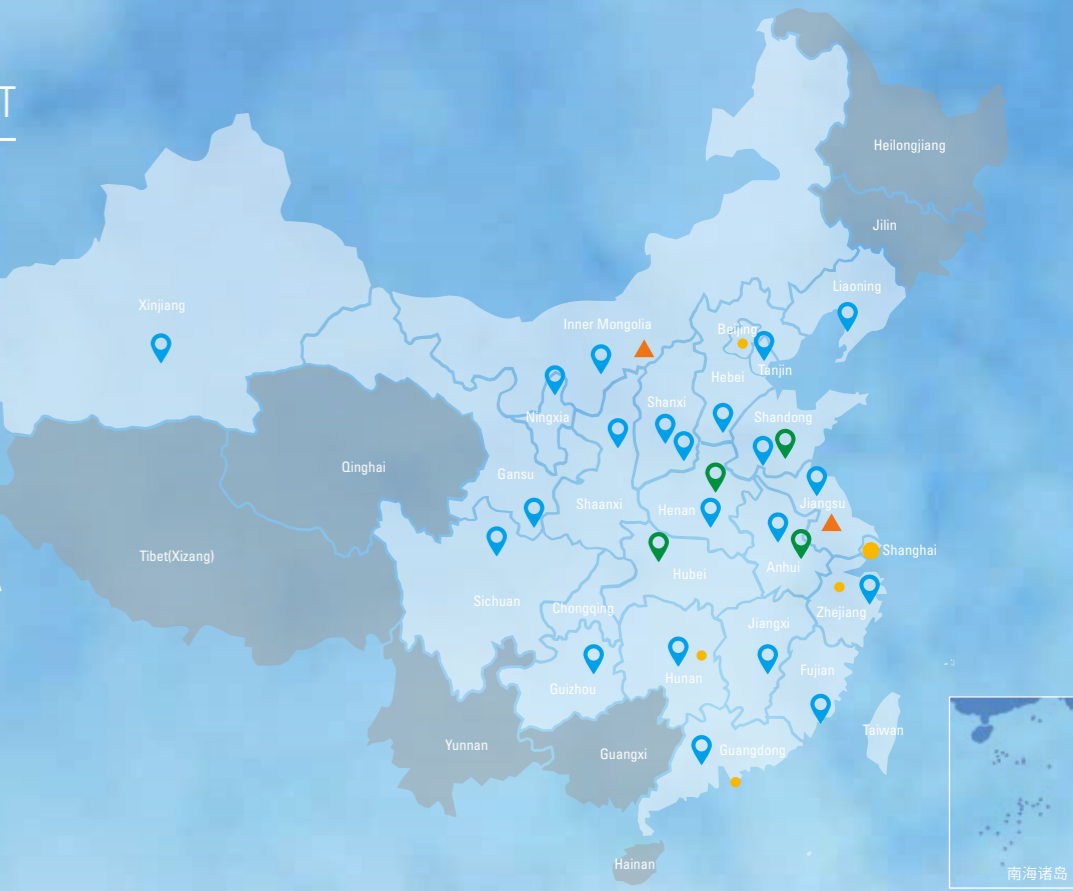 Heilongjiang
Jilin
Liaoning
Xinjiang
Inner Mongolia
Beijing
Tanjin
Hebei
Ningxia
Shanxi
Shandong
Qinghai
Gansu
Shaanxi
Henan
Jiangsu
Tibet(Xizang)
Shanghai
Anhui
Hubei
Sichuan
Chongqing
Zhejiang
Jiangxi
Guizhou
Hunan
Fujian
Yunnan
Guangxi
Guangdong
Taiwan
Hainan
南海诸岛